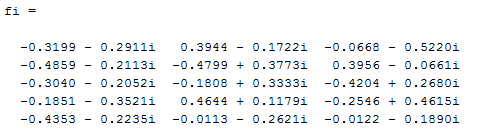 fi =
-0.3199 - 0.2911i 0.3944 - 0.1722i -0.0668 - 0.5220i
-0.4859 - 0.2113i -0.4799 + 0.3773i 0.3956 - 0.0661i
-0.3040 - 0.2052i -0.1808 + 0.3333i -0.4204 + 0.2680i
-0.1851 - 0.3521i 0.4644 + 0.1179i -0.2546 + 0.4615i
-0.4353 - 0.2235i -0.0113 - 0.2621i -0.0122 - 0.1890i